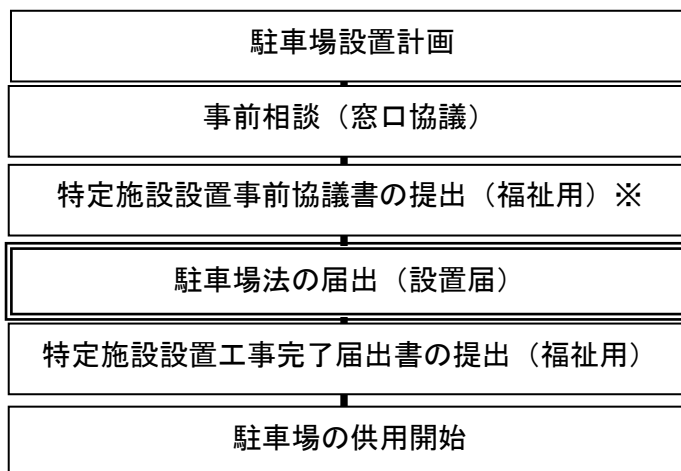 駐車場設置計画
事前相談（窓口協議）
特定施設設置事前協議書の提出（福祉用）※
駐車場法の届出（設置届）
特定施設設置工事完了届出書の提出（福祉用）
駐車場の供用開始